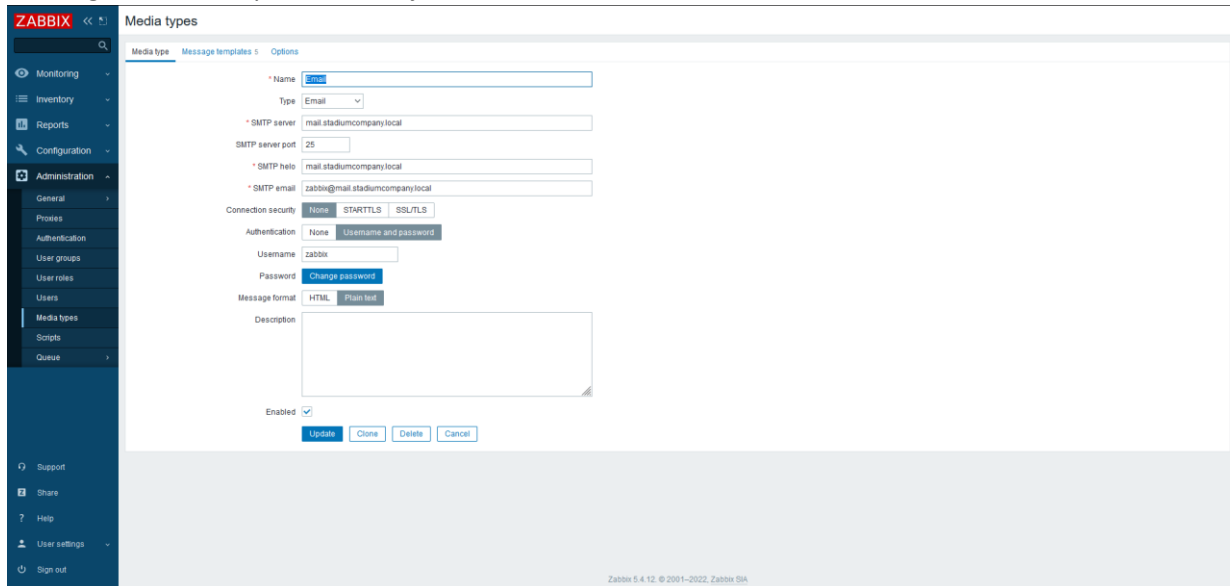 ZABBIX
Media types
Media type Message templates 5 Options
Monitoring
Inventory
Reports
Configuration
Administration
General
Proxies
Authentication
User groups
User roles
Users
Media types
Scripts
Queue
Support
Share
Help
User settings
Sign out
* Name Email
Type Email
* SMTP server mail.stadiumcompany.local
SMTP server port 25
* SMTP helo mail.stadiumcompany.local
* SMTP email zabbix@mail.stadiumcompany.local
Connection security None STARTTLS SSL/TLS
Authentication None Username and password
Username zabbix
Password Change password
Message format HTML Plain text
Description
Enabled
Update Clone Delete Cancel
Zabbix 5.4.12. © 2001–2022, Zabbix SIA